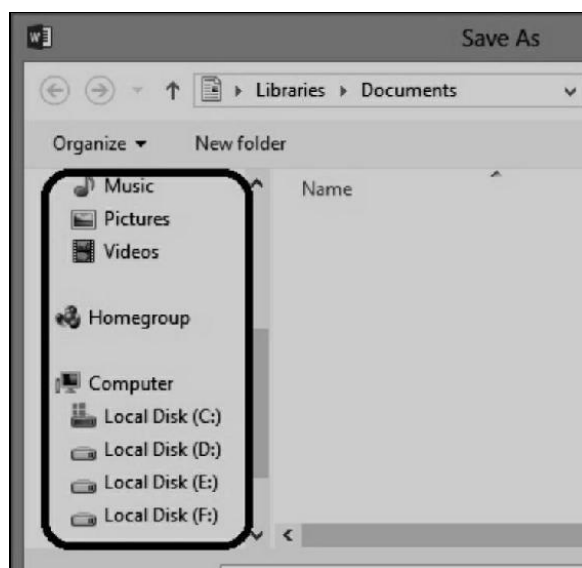 Save As
Libraries Documents
Organize New folder
Music Name
Pictures
Videos
Homegroup
Computer
Local Disk (C:)
Local Disk (D:)
Local Disk (E:)
Local Disk (F:)